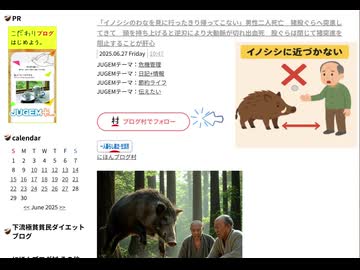 PR
こだわりブログ
はじめよう。
JUGEM
calendar
S M T W T F S
1 2 3 4 5 6 7
8 9 10 11 12 13 14
15 16 17 18 19 20 21
22 23 24 25 26 27 28
29 30
<< June 2025 >>
下流極貧貧民ダイエット
ブログ
「イノシシのわなを見に行ったきり帰ってこない」男性二人死亡 猪股ぐらへ突進し
てきて 頭を持ち上げると逆刃により大動脈が切れ出血死 股ぐらは閉じて猪突進を
阻止することが肝心
2025.06.27 Friday
10:47
JUGEMテーマ：危機管理
JUGEMテーマ：日記+情報
JUGEMテーマ：節約ライフ
JUGEMテーマ：伝えたい
村 ブログ村でフォロー
にほんブログ村
イノシシに近づかない